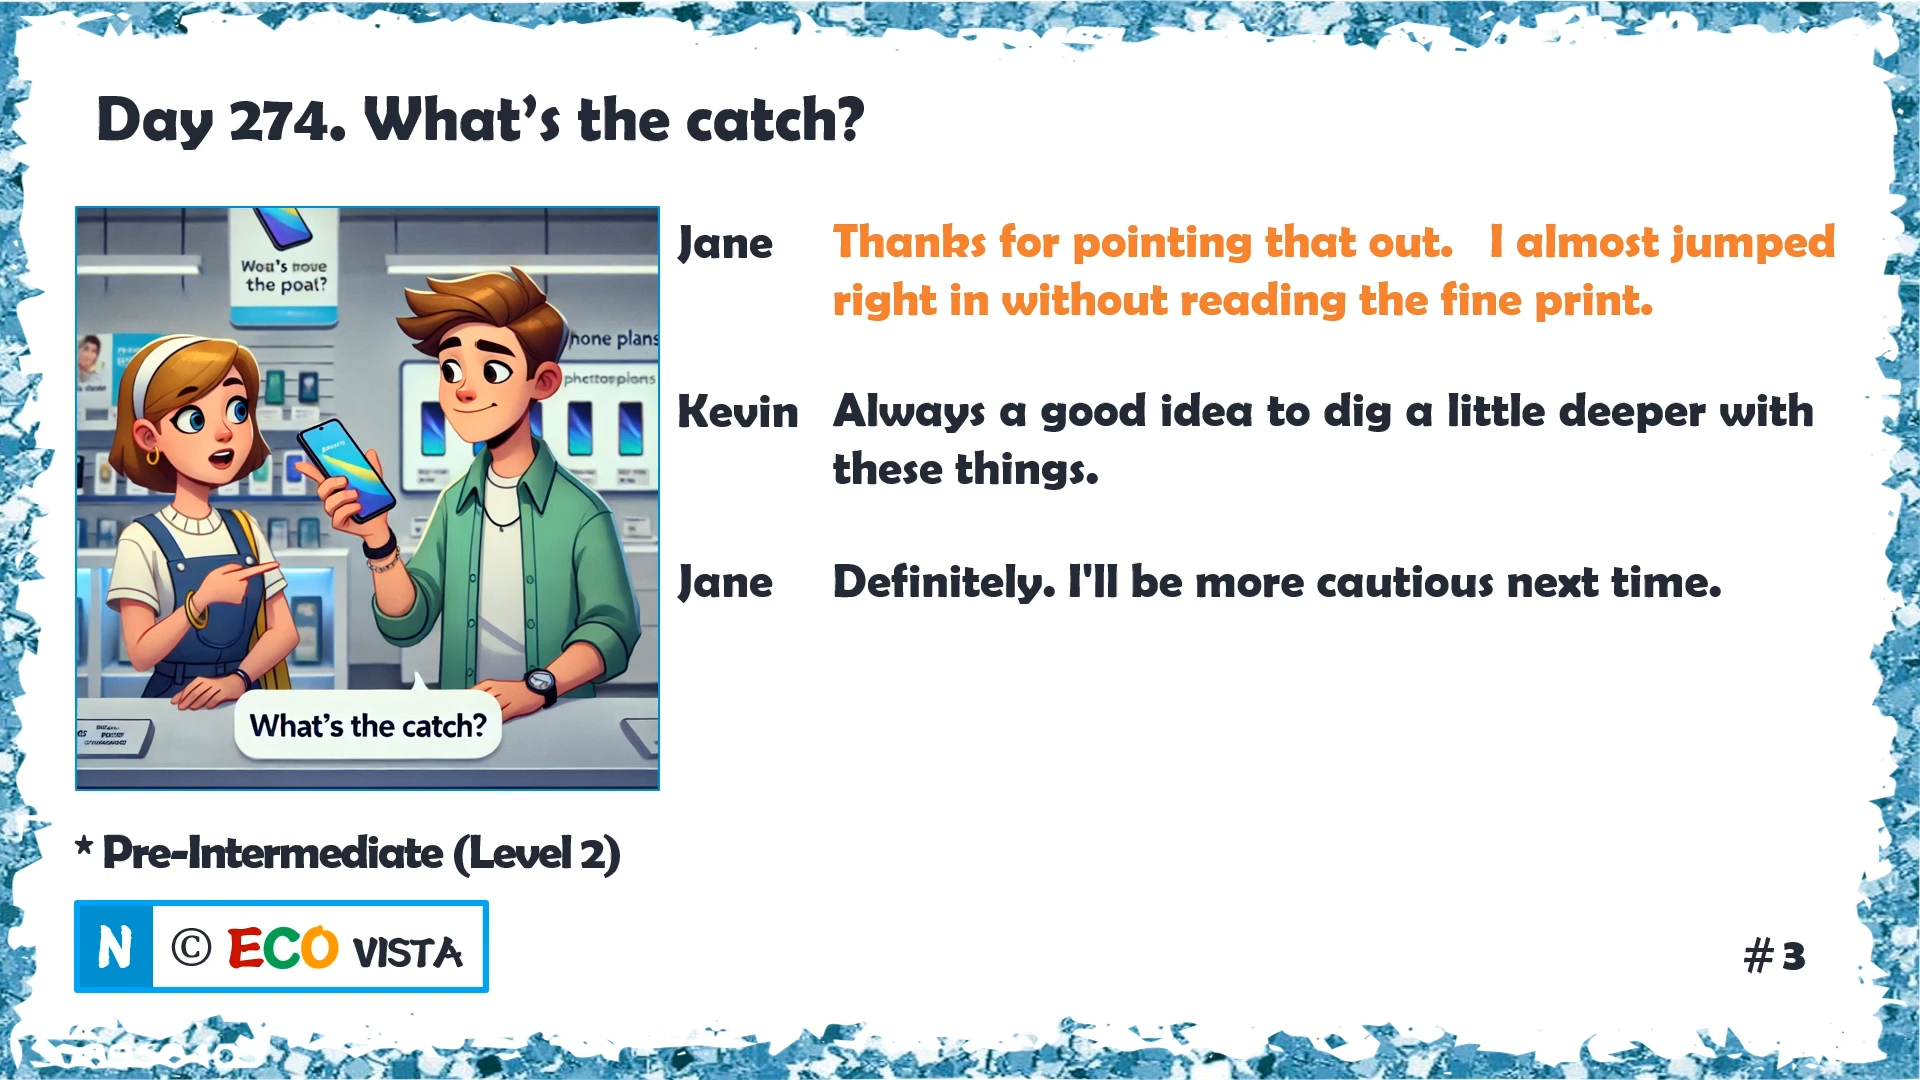 Day 274. What's the catch?
Jane Thanks for pointing that out. I almost jumped
right in without reading the fine print.
Kevin Always a good idea to dig a little deeper with
these things.
Jane Definitely. I'll be more cautious next time.
the poat?
hone plans
What's the catch?
* Pre-Intermediate (Level 2)
N © ECO VISTA
# 3